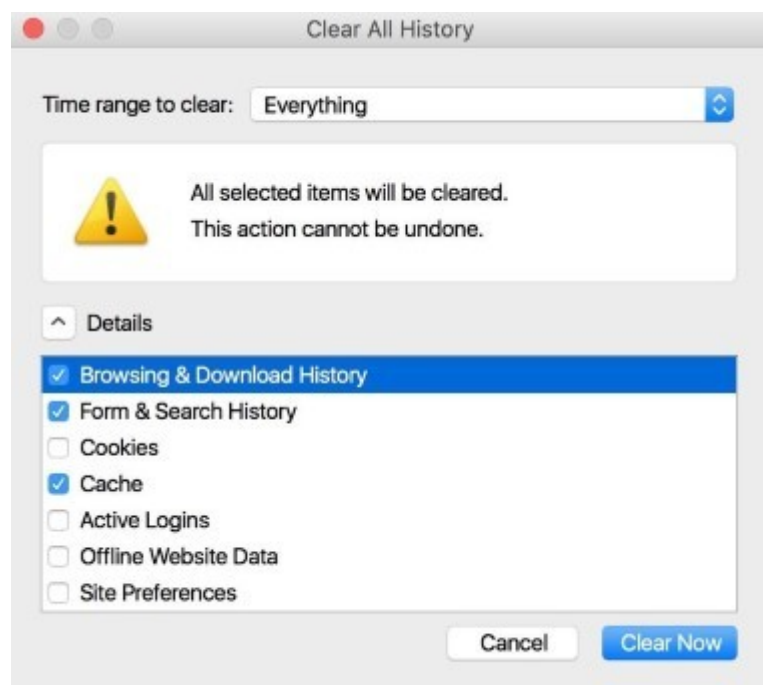 Clear All History
Time range to clear: Everything
All selected items will be cleared.
This action cannot be undone.
Details
Browsing & Download History
Form & Search History
Cookies
Cache
Active Logins
Offline Website Data
Site Preferences
Cancel Clear Now